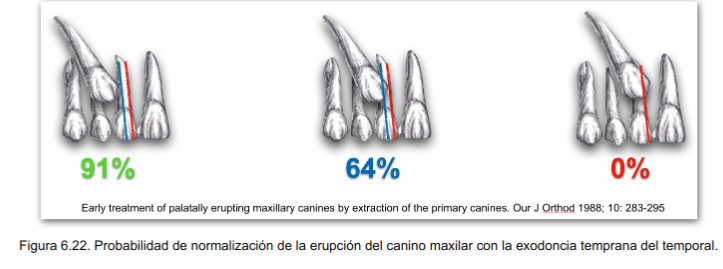 91%
64%
0%
Early treatment of palatally erupting maxillary canines by extraction of the primary canines. Our J Orthod 1988; 10: 283-295
Figura 6.22. Probabilidad de normalización de la erupción del canino maxilar con la exodoncia temprana del temporal.